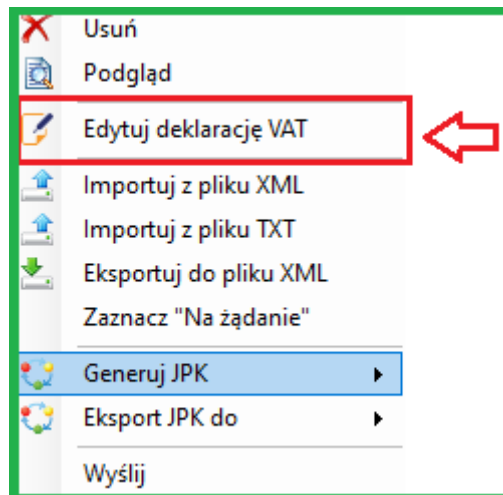 Usuń
Podgląd
Edytuj deklarację VAT
Importuj z pliku XML
Importuj z pliku TXT
Eksportuj do pliku XML
Zaznacz "Na żądanie"
Generuj JPK
Eksport JPK do
Wyślij